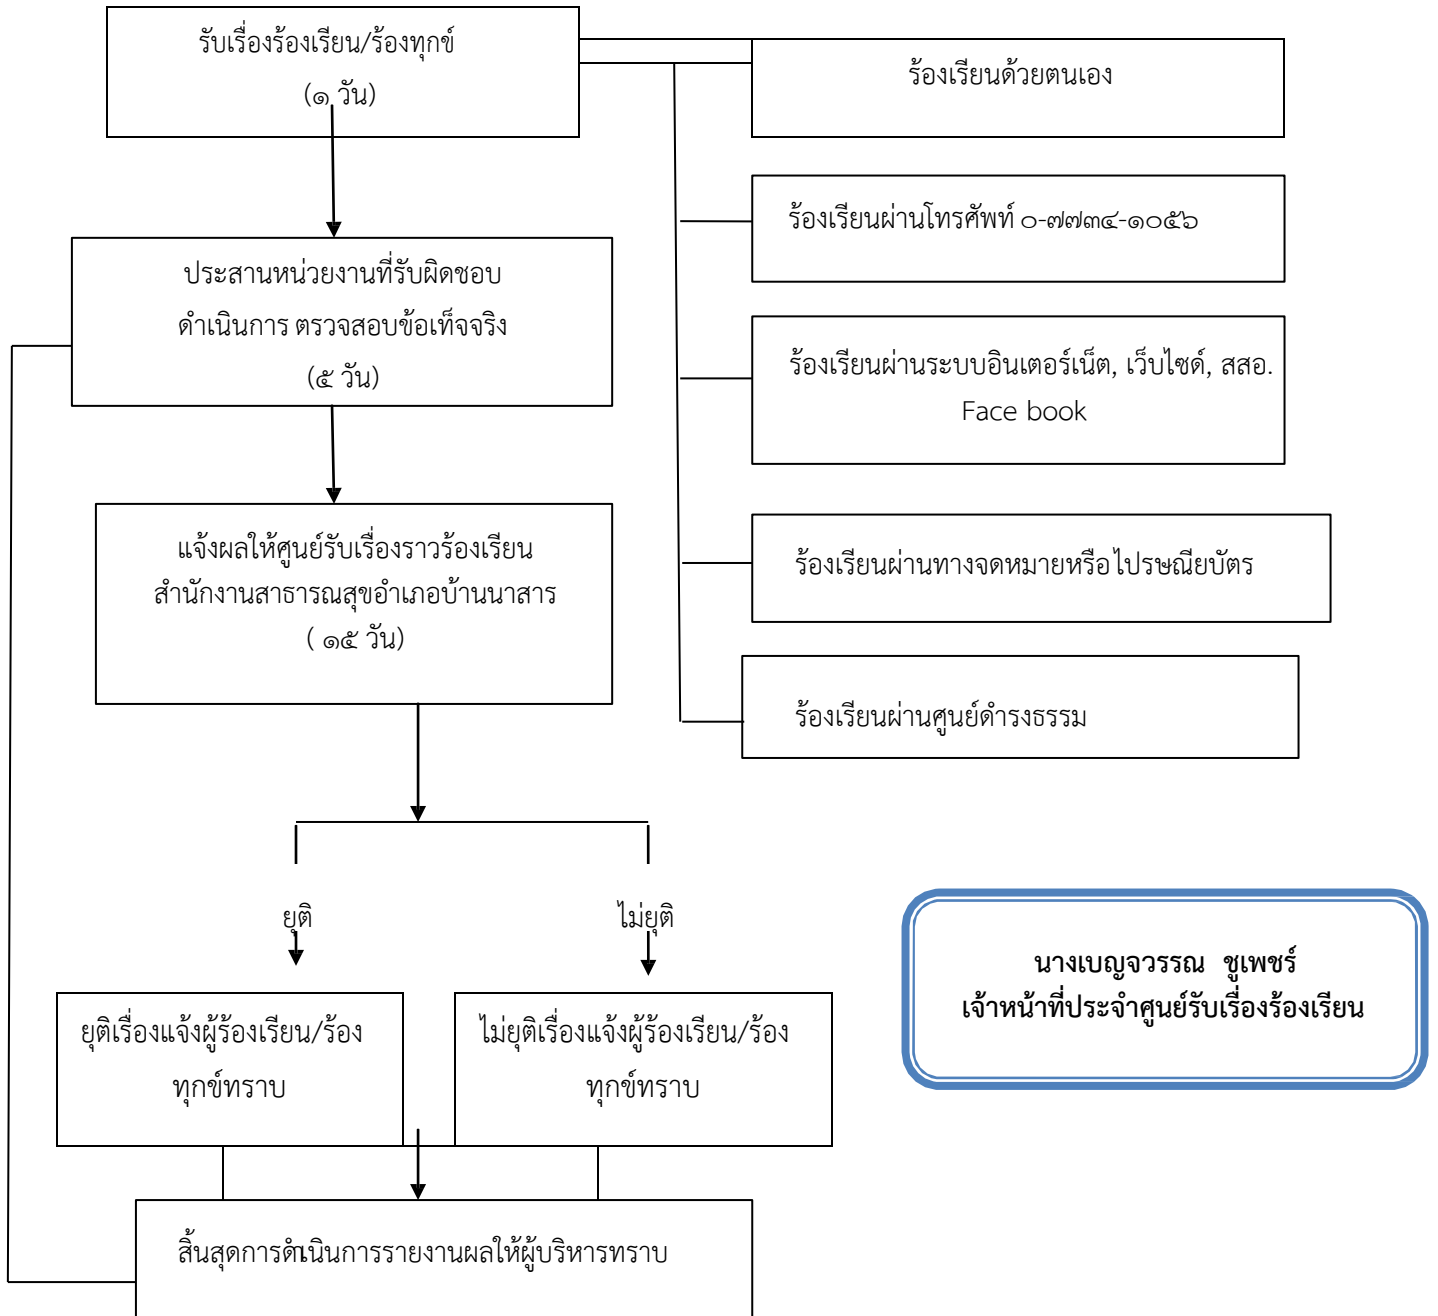 รับเรื่องร้องเรียน/ร้องทุกข์
(๑ วัน)
ร้องเรียนด้วยตนเอง
ร้องเรียนผ่านโทรศัพท์ ๐-๗๗๓๔-๑๐๕๖
ประสานหน่วยงานที่รับผิดชอบ
ดำเนินการ ตรวจสอบข้อเท็จจริง
(๕ วัน)
ร้องเรียนผ่านระบบอินเตอร์เน็ต, เว็บไซด์, สสอ.
Face book
แจ้งผลให้ศูนย์รับเรื่องราวร้องเรียน
สำนักงานสาธารณสุขอำเภอบ้านนาสาร
( ๑๕ วัน)
ร้องเรียนผ่านทางจดหมายหรือไปรษณียบัตร
ร้องเรียนผ่านศูนย์ดำรงธรรม
ยุติ
ไม่ยุติ
นางเบญจวรรณ ชูเพชร์
เจ้าหน้าที่ประจำศูนย์รับเรื่องร้องเรียน
ยุติเรื่องแจ้งผู้ร้องเรียน/ร้อง
ทุกข์ทราบ
ไม่ยุติเรื่องแจ้งผู้ร้องเรียน/ร้อง
ทุกข์ทราบ
สิ้นสุดการดำเนินการรายงานผลให้ผู้บริหารทราบ